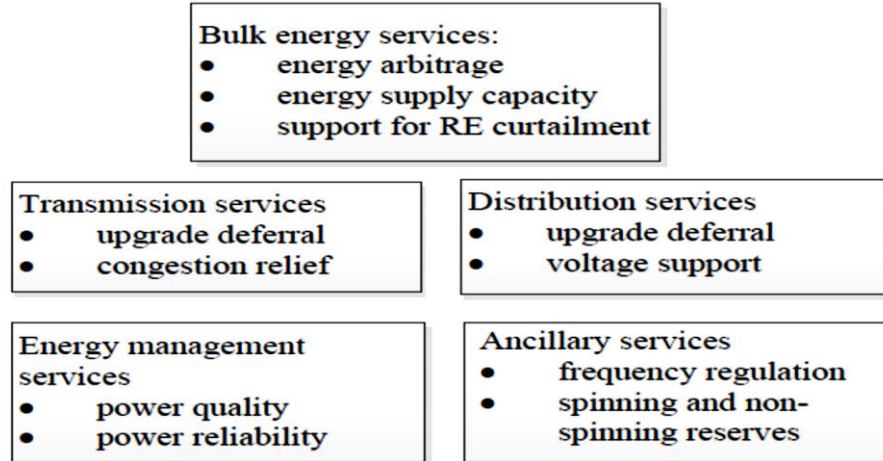 Bulk energy services:
● energy arbitrage
● energy supply capacity
● support for RE curtailment
Transmission services
● upgrade deferral
● congestion relief
Distribution services
● upgrade deferral
● voltage support
Energy management
services
● power quality
● power reliability
Ancillary services
● frequency regulation
● spinning and non-
spinning reserves